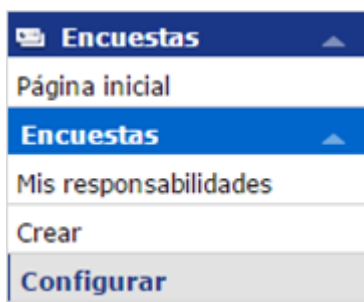 Encuestas
Página inicial
Encuestas
Mis responsabilidades
Crear
Configurar